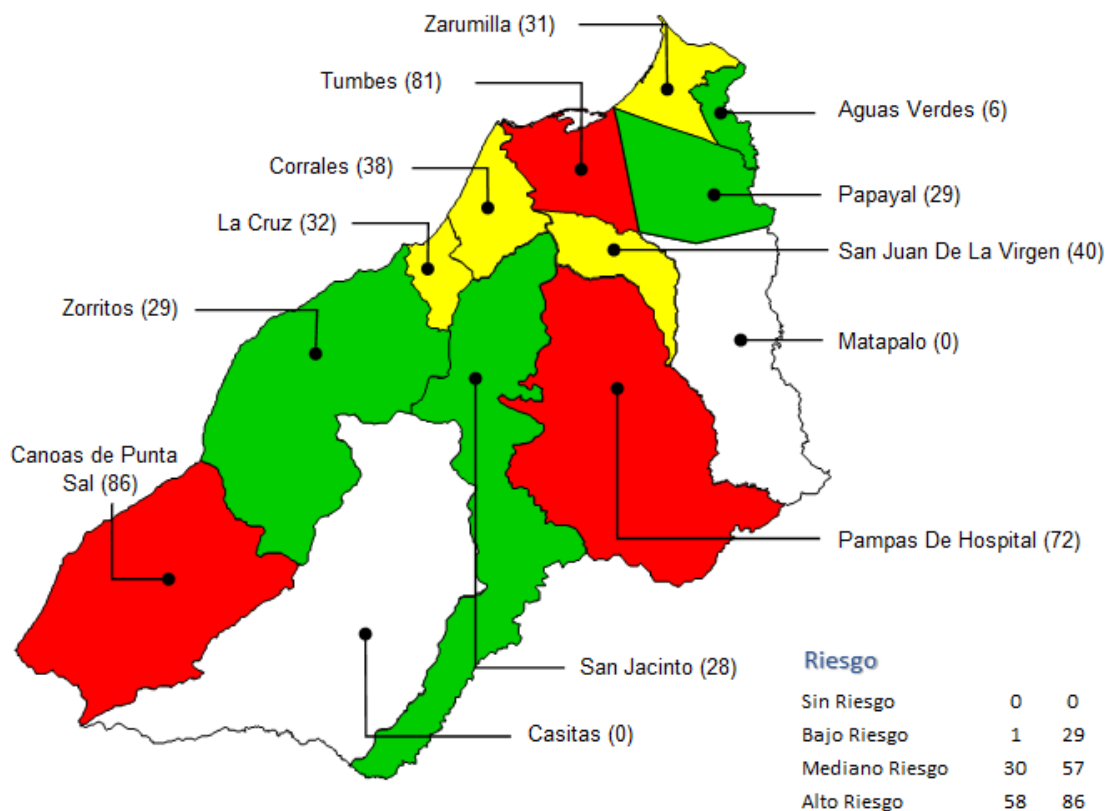 Zarumilla (31)
Tumbes (81)
Aguas Verdes (6)
Corrales (38)
Papayal (29)
La Cruz (32)
San Juan De La Virgen (40)
Zorritos (29)
Matapalo (0)
Canoas de Punta
Sal (86)
Pampas De Hospital (72)
San Jacinto (28)
Casitas (0)
Riesgo
Sin Riesgo 0 0
Bajo Riesgo 1 29
Mediano Riesgo 30 57
Alto Riesgo 58 86